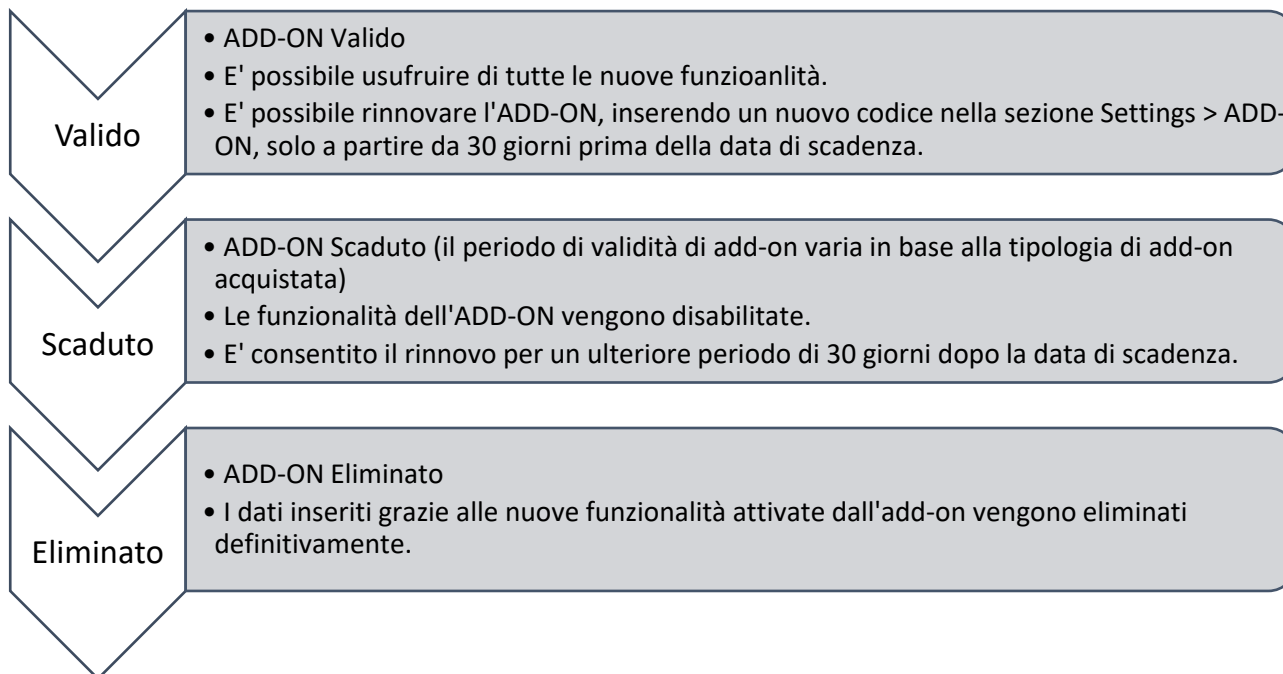 Valido
• ADD-ON Valido
• E' possibile usufruire di tutte le nuove funzioanlità.
• E' possibile rinnovare l'ADD-ON, inserendo un nuovo codice nella sezione Settings > ADD-
ON, solo a partire da 30 giorni prima della data di scadenza.
Scaduto
• ADD-ON Scaduto (il periodo di validità di add-on varia in base alla tipologia di add-on
acquistata)
• Le funzionalità dell'ADD-ON vengono disabilitate.
• E' consentito il rinnovo per un ulteriore periodo di 30 giorni dopo la data di scadenza.
Eliminato
• ADD-ON Eliminato
• I dati inseriti grazie alle nuove funzionalità attivate dall'add-on vengono eliminati
definitivamente.